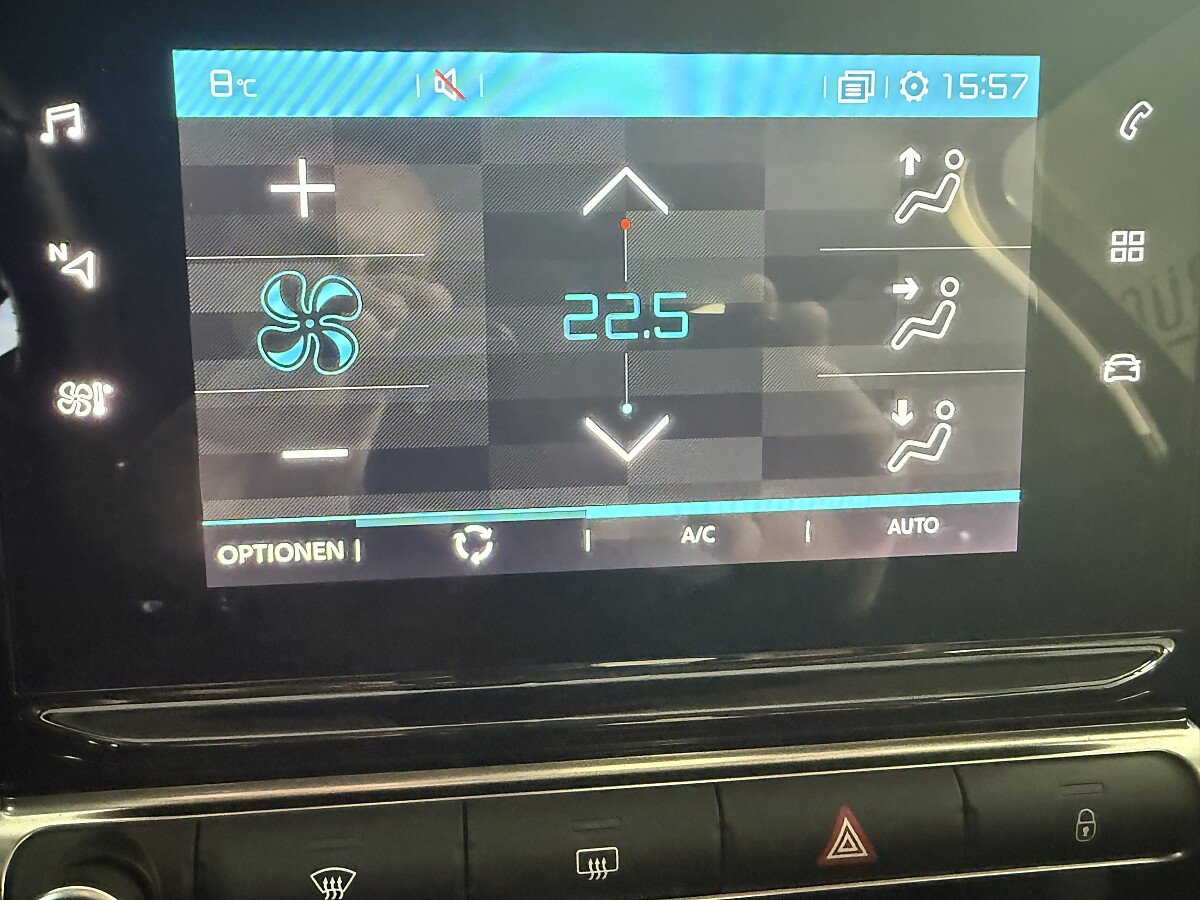 8°C 15:57
N
22.5
OPTIONEN A/C AUTO